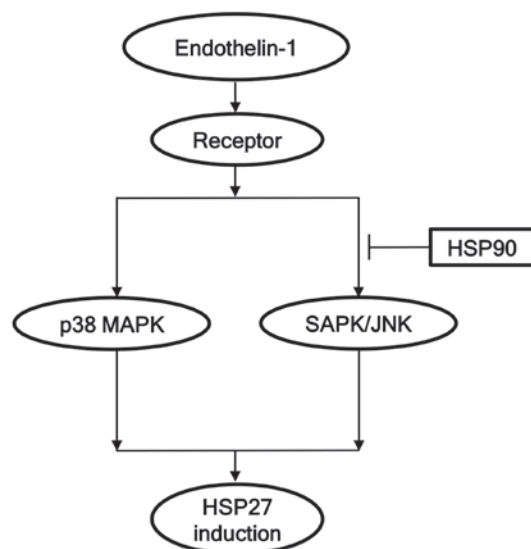 Endothelin-1
Receptor
HSP90
p38 MAPK
SAPK/JNK
HSP27
induction